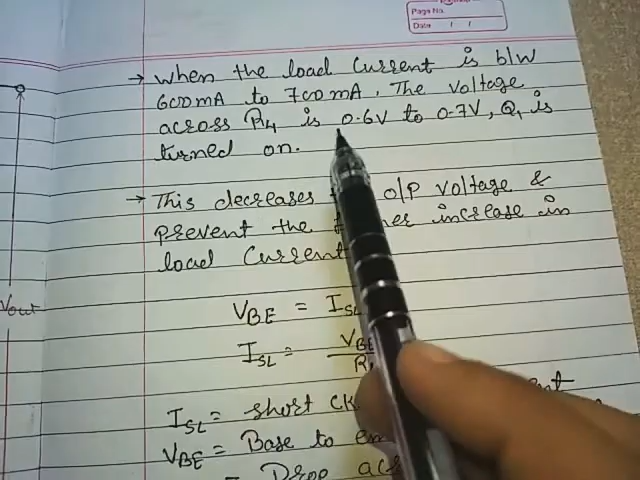 Page No.
Date
→ When the load Current is b/w
600mA to 700mA, The voltage
across R4 is 0.6V to 0.7V, Q1 is
turned on.
→ This decreases O/P voltage &
prevent the increase in
load Current
Vout
VBE = ISL
ISL = VBE
ISL = short CK
VBE = Base to
= Drop